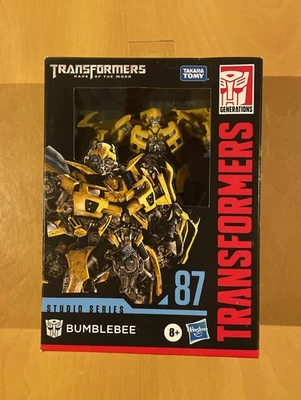 TRANSFORMERS
DARK OF THE MOON
TAKARA
TOMY
GENERATIONS
TRANSFORMERS
87
STUDIO SERIES
BUMBLEBEE
8+
Hasbro